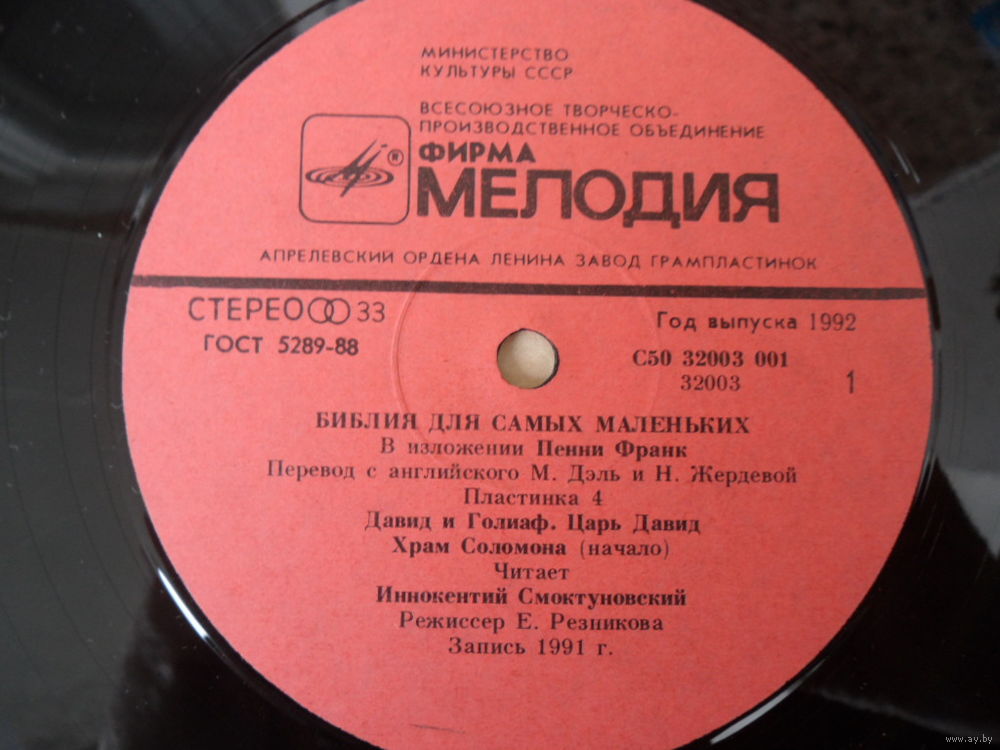 МИНИСТЕРСТВО
КУЛЬТУРЫ СССР
ВСЕСОЮЗНОЕ ТВОРЧЕСКО-
ПРОИЗВОДСТВЕННОЕ ОБЪЕДИНЕНИЕ
ФИРМА
®
МЕЛОДИЯ
АПРЕЛЕВСКИЙ ОРДЕНА ЛЕНИНА ЗАВОД ГРАМПЛАСТИНОК
СТЕРЕО 33
Год выпуска 1992
ГОСТ 5289-88
С50 32003 001
32003 1
БИБЛИЯ ДЛЯ САМЫХ МАЛЕНЬКИХ
В изложении Пенни Франк
Перевод с английского М. Дэль и Н. Жердевой
Пластинка 4
Давид и Голиаф. Царь Давид
Храм Соломона (начало)
Читает
Иннокентий Смоктуновский
Режиссер Е. Резникова
Запись 1991 г.
www.ay.by